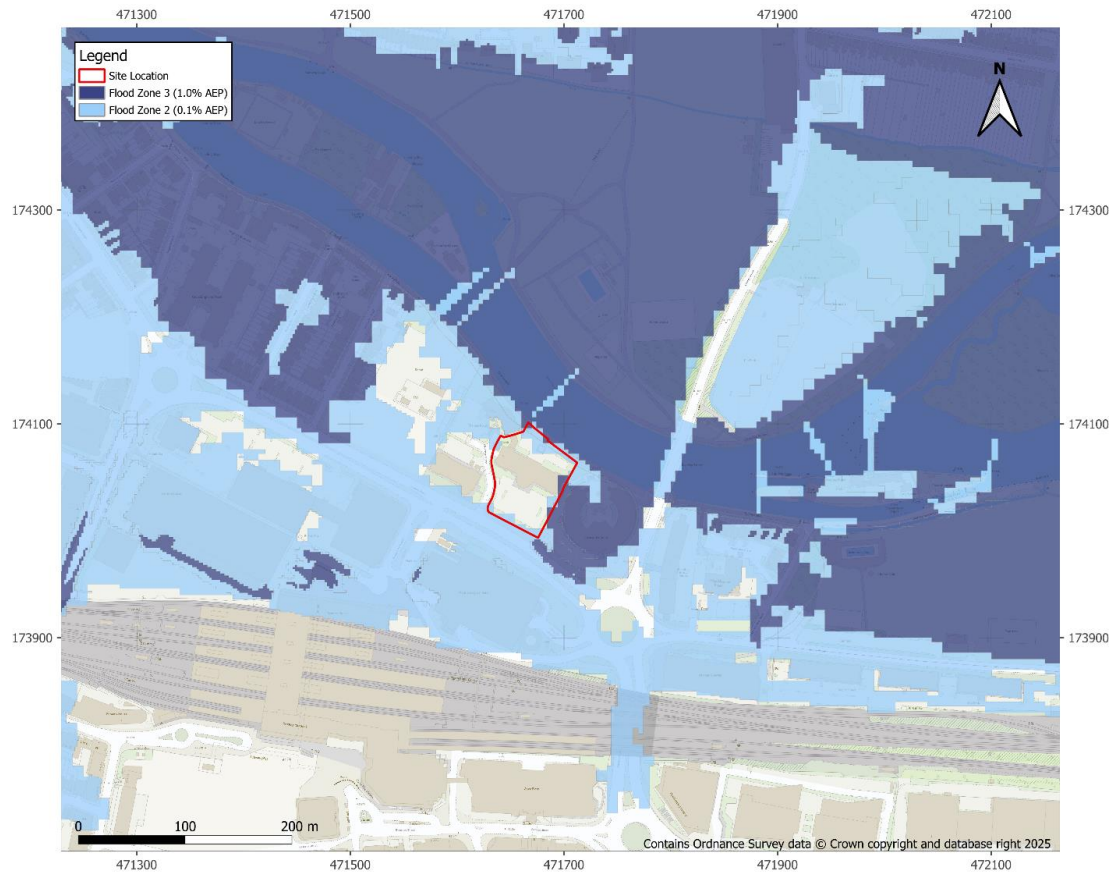 471300 471500 471700 471900 472100
Legend
Site Location
Flood Zone 3 (1.0% AEP)
Flood Zone 2 (0.1% AEP)
N
174300 174300
174100 174100
173900 173900
0 100 200 m
Contains Ordnance Survey data © Crown copyright and database right 2025
471300 471500 471700 471900 472100